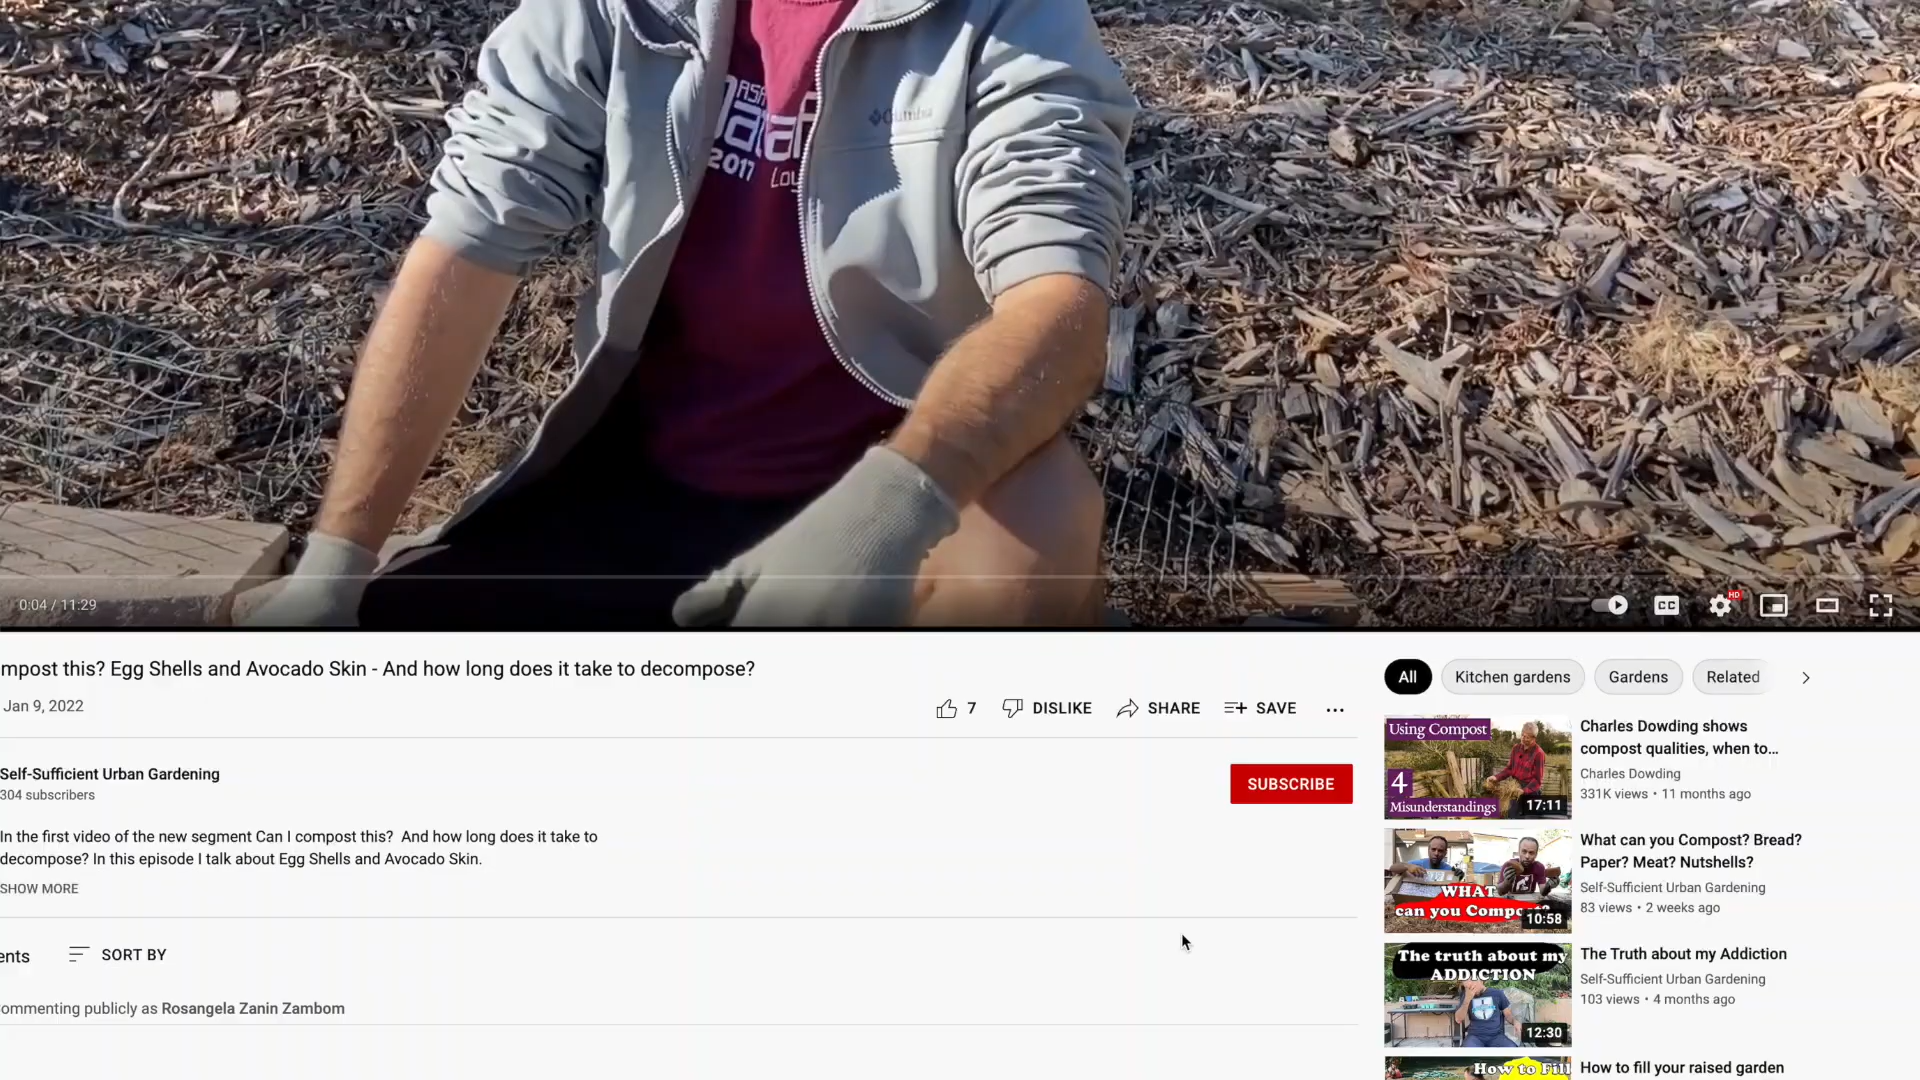 2017
Columbia
0:04 / 11:29
CC
HD
mpost this? Egg Shells and Avocado Skin - And how long does it take to decompose?
Jan 9, 2022
7 DISLIKE SHARE SAVE ...
Self-Sufficient Urban Gardening
304 subscribers
SUBSCRIBE
In the first video of the new segment Can I compost this? And how long does it take to
decompose? In this episode I talk about Egg Shells and Avocado Skin.
SHOW MORE
ents SORT BY
ommenting publicly as Rosangela Zanin Zambom
All Kitchen gardens Gardens Related
Using Compost
4
Misunderstandings
17:11
Charles Dowding shows
compost qualities, when to...
Charles Dowding
331K views • 11 months ago
WHAT
can you Compost?
10:58
What can you Compost? Bread?
Paper? Meat? Nutshells?
Self-Sufficient Urban Gardening
83 views • 2 weeks ago
The truth about my
ADDICTION
12:30
The Truth about my Addiction
Self-Sufficient Urban Gardening
103 views • 4 months ago
How to Fill
How to fill your raised garden